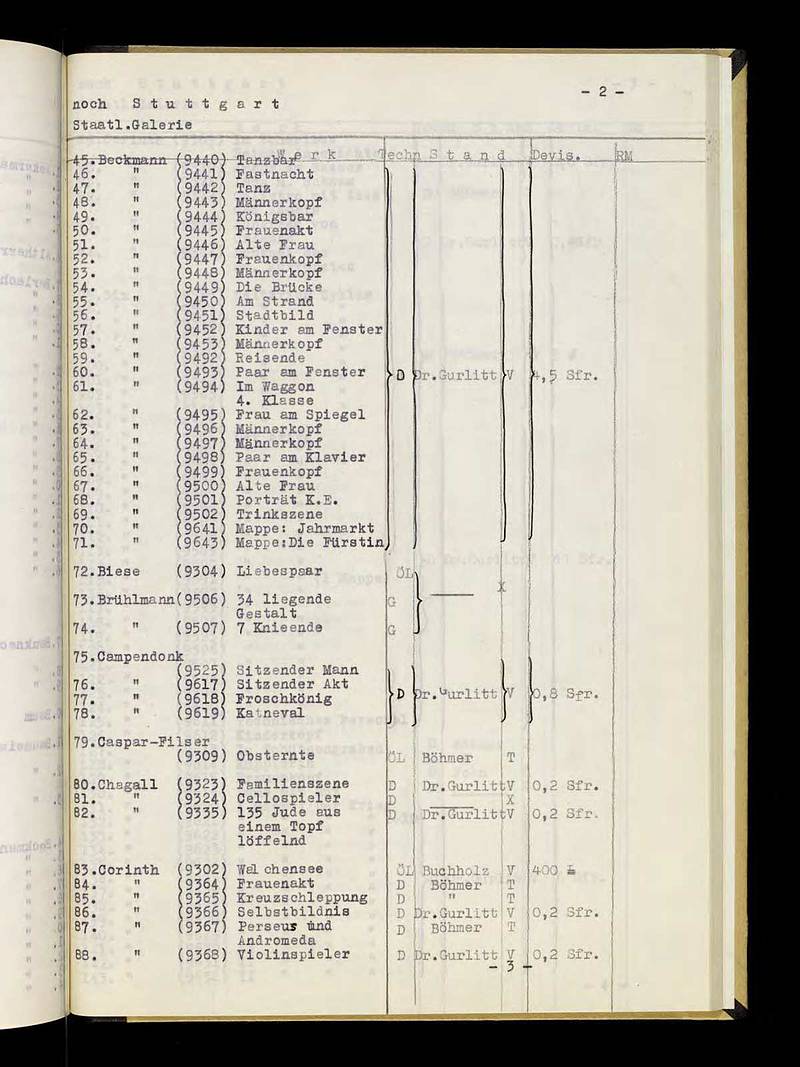 - 2 -
noch S t u t t g a r t
Staatl.Galerie
W e r k Techn S t a n d Devis. RM
45.Beckmann (9440) Tanzbar
46. " (9441) Fastnacht
47. " (9442) Tanz
48. " (9443) Männerkopf
49. " (9444) Königsbar
50. " (9445) Frauenakt
51. " (9446) Alte Frau
52. " (9447) Frauenkopf
53. " (9448) Männerkopf
54. " (9449) Die Brücke
55. " (9450) Am Strand
56. " (9451) Stadtbild
57. " (9452) Kinder am Fenster
58. " (9453) Männerkopf
59. " (9492) Reisende
60. " (9493) Paar am Fenster D Dr.Gurlitt V 4,5 Sfr.
61. " (9494) Im Waggon
4. Klasse
62. " (9495) Frau am Spiegel
63. " (9496) Männerkopf
64. " (9497) Männerkopf
65. " (9498) Paar am Klavier
66. " (9499) Frauenkopf
67. " (9500) Alte Frau
68. " (9501) Porträt K.E.
69. " (9502) Trinkszene
70. " (9641) Mappe: Jahrmarkt
71. " (9643) Mappe:Die Fürstin
72.Biese (9304) Liebespaar ÖL
X
73.Brühlmann(9506) 34 liegende G
Gestalt
74. " (9507) 7 Knieende G
75.Campendonk
(9525) Sitzender Mann
76. " (9617) Sitzender Akt
77. " (9618) Froschkönig D Dr.Gurlitt V 0,8 Sfr.
78. " (9619) Karneval
79.Caspar-Filser
(9309) Obsternte ÖL Böhmer T
80.Chagall (9323) Familienszene D Dr.GurlittV 0,2 Sfr.
81. " (9324) Cellospieler D X
82. " (9335) 135 Jude aus D Dr.GurlittV 0,2 Sfr.
einem Topf
löffelnd
83.Corinth (9302) Walchensee ÖL Buchholz V 400 £
84. " (9364) Frauenakt D Böhmer T
85. " (9365) Kreuzschleppung D " T
86. " (9366) Selbstbildnis D Dr.Gurlitt V 0,2 Sfr.
87. " (9367) Perseus und D Böhmer T
Andromeda
88. " (9368) Violinspieler D Dr.Gurlitt V 0,2 Sfr.
- 3 -